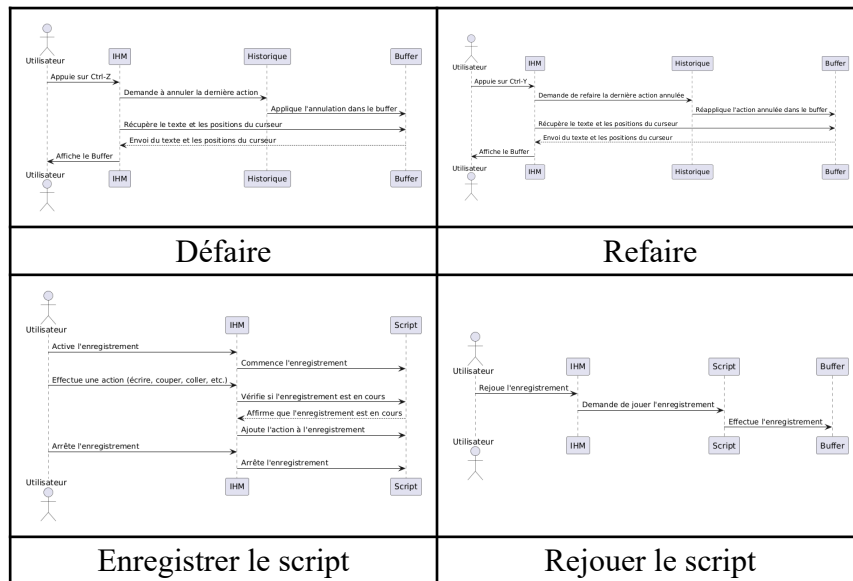 IHM
Historique
Buffer
Utilisateur
Appuie sur Ctrl-Z
Demande à annuler la dernière action
Applique l'annulation dans le buffer
Récupère le texte et les positions du curseur
Envoi du texte et les positions du curseur
Affiche le Buffer
Utilisateur
IHM
Historique
Buffer
Défaire
IHM
Historique
Buffer
Utilisateur
Appuie sur Ctrl-Y
Demande de refaire la dernière action annulée
Réapplique l'action annulée dans le buffer
Récupère le texte et les positions du curseur
Envoi du texte et les positions du curseur
Affiche le Buffer
Utilisateur
IHM
Historique
Buffer
Refaire
Utilisateur
IHM
Script
Active l'enregistrement
Commence l'enregistrement
Effectue une action (écrire, couper, coller, etc.)
Vérifie si l'enregistrement est en cours
Affirme que l'enregistrement est en cours
Ajoute l'action à l'enregistrement
Arrête l'enregistrement
Arrête l'enregistrement
Utilisateur
IHM
Script
Enregistrer le script
Utilisateur
IHM
Script
Buffer
Rejoue l'enregistrement
Demande de jouer l'enregistrement
Effectue l'enregistrement
Utilisateur
IHM
Script
Buffer
Rejouer le script